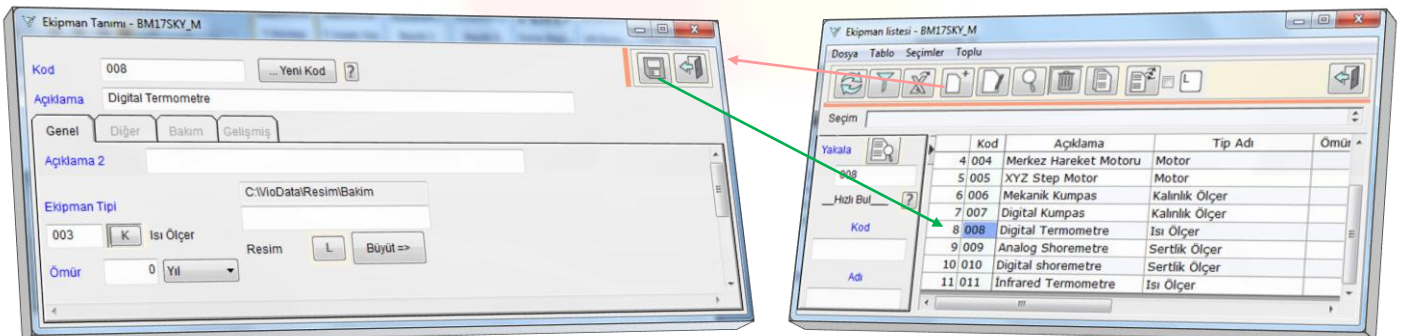 Ekipman Tanımı - BM17SKY_M
Kod 008 ... Yeni Kod ?
Açıklama Digital Termometre
Genel Diğer Bakım Gelişmiş
Açıklama 2
C:\VioData\Resim\Bakim
Ekipman Tipi
003 K Isı Ölçer
Resim L Büyüt =>
Ömür 0 Yıl
Ekipman listesi - BM17SKY_M
Dosya Tablo Seçimler Toplu
L
Seçim
Yakala
008
__Hızlı Bul___ ?
Kod
Adı
Kod Açıklama Tip Adı Ömür
4 004 Merkez Hareket Motoru Motor
5 005 XYZ Step Motor Motor
6 006 Mekanik Kumpas Kalınlık Ölçer
7 007 Digital Kumpas Kalınlık Ölçer
8 008 Digital Termometre Isı Ölçer
9 009 Analog Shoremetre Sertlik Ölçer
10 010 Digital shoremetre Sertlik Ölçer
11 011 İnfrared Termometre Isı Ölçer